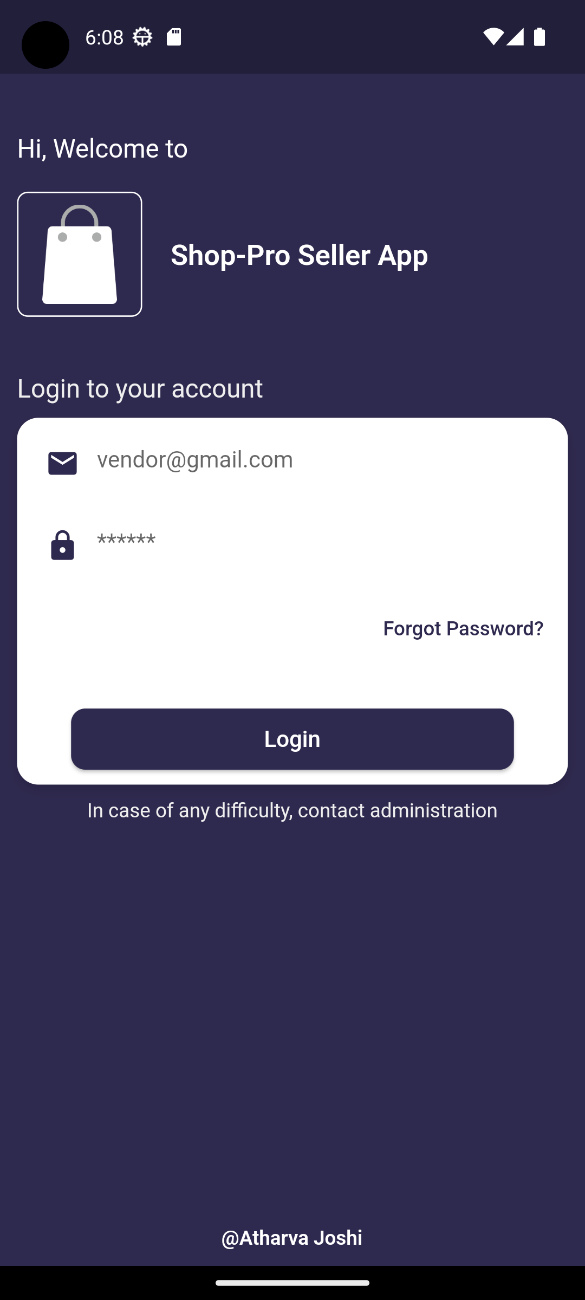 6:08
Hi, Welcome to
Shop-Pro Seller App
Login to your account
vendor@gmail.com
******
Forgot Password?
Login
In case of any difficulty, contact administration
@Atharva Joshi